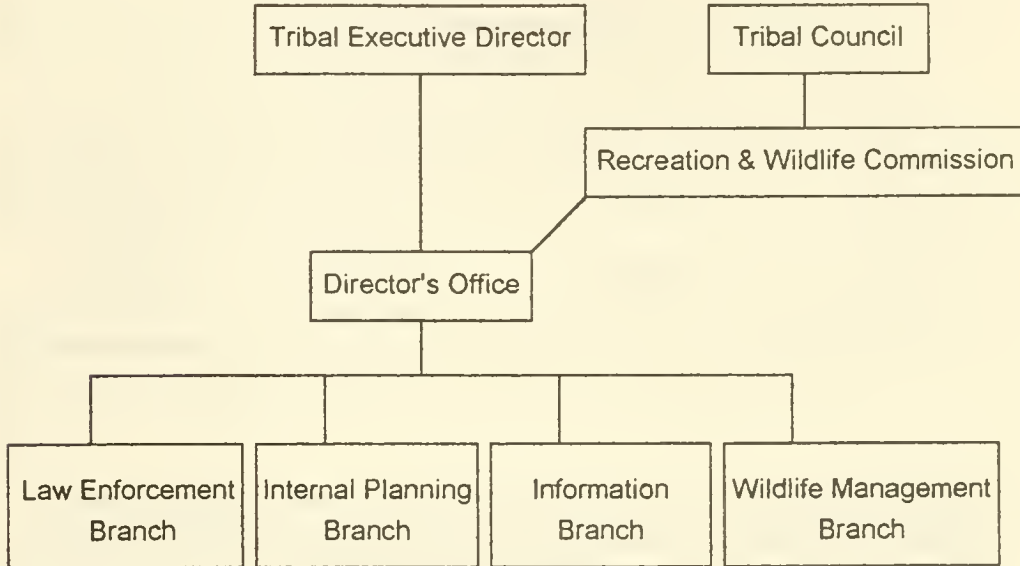 Tribal Executive Director
Tribal Council
Recreation & Wildlife Commission
Director's Office
Law Enforcement
Branch
Internal Planning
Branch
Information
Branch
Wildlife Management
Branch